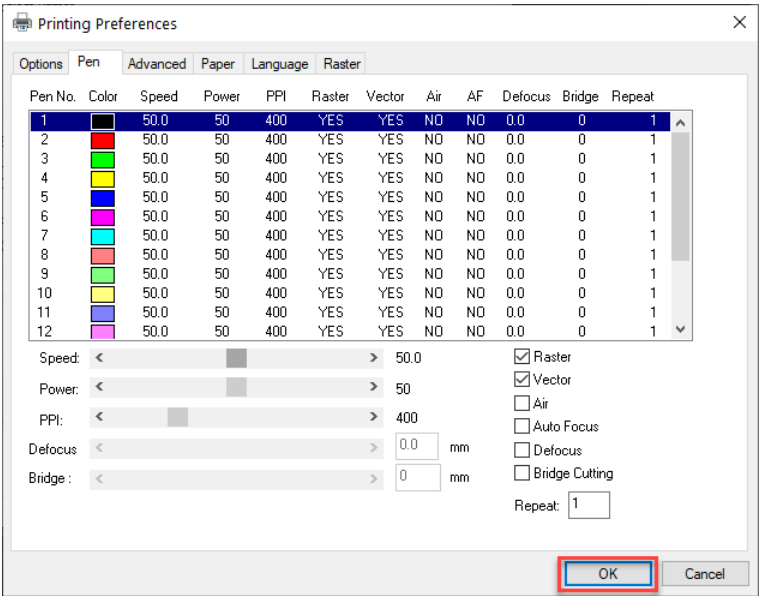 Printing Preferences
Options Pen Advanced Paper Language Raster
Pen No. Color Speed Power PPI Raster Vector Air AF Defocus Bridge Repeat
1 50.0 50 400 YES YES NO NO 0.0 0 1
2 50.0 50 400 YES YES NO NO 0.0 0 1
3 50.0 50 400 YES YES NO NO 0.0 0 1
4 50.0 50 400 YES YES NO NO 0.0 0 1
5 50.0 50 400 YES YES NO NO 0.0 0 1
6 50.0 50 400 YES YES NO NO 0.0 0 1
7 50.0 50 400 YES YES NO NO 0.0 0 1
8 50.0 50 400 YES YES NO NO 0.0 0 1
9 50.0 50 400 YES YES NO NO 0.0 0 1
10 50.0 50 400 YES YES NO NO 0.0 0 1
11 50.0 50 400 YES YES NO NO 0.0 0 1
12 50.0 50 400 YES YES NO NO 0.0 0 1
Speed: 50.0
Power: 50
PPI: 400
Defocus 0.0 mm
Bridge : 0 mm
Raster
Vector
Air
Auto Focus
Defocus
Bridge Cutting
Repeat: 1
OK Cancel